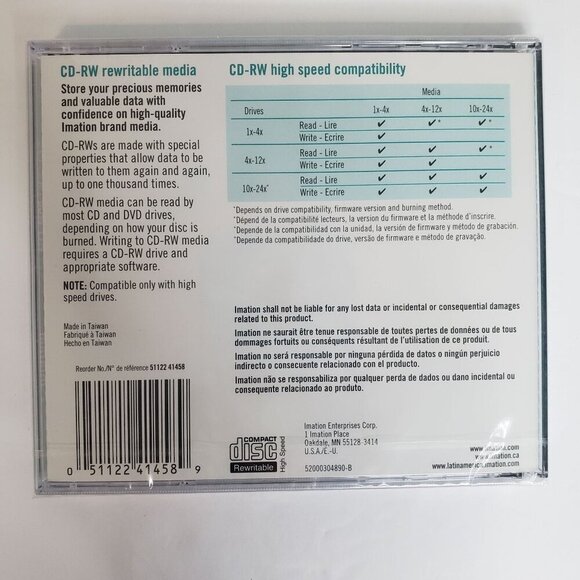 CD-RW rewritable media
Store your precious memories
and valuable data with
confidence on high-quality
Imation brand media.
CD-RWs are made with special
properties that allow data to be
written to them again and again,
up to one thousand times.
CD-RW media can be read by
most CD and DVD drives,
depending on how your disc is
burned. Writing to CD-RW media
requires a CD-RW drive and
appropriate software.
NOTE: Compatible only with high
speed drives.
Made in Taiwan
Fabriqué à Taiwan
Hecho en Taiwan
Reorder No./N° de référence 51122 41458
0 51122 41458 9
CD-RW high speed compatibility
Media
Drives 1x-4x 4x-12x 10x-24x
1x-4x Read - Lire ✔ ✔* ✔*
Write - Ecrire ✔
4x-12x Read - Lire ✔ ✔ ✔*
Write - Ecrire ✔ ✔
10x-24x* Read - Lire ✔ ✔ ✔
Write - Ecrire ✔ ✔ ✔
*Depends on drive compatibility, firmware version and burning method.
*Dépend de la compatibilité lecteurs, la version du firmware et la méthode d'inscrire.
*Depende de la compatibilidad con la unidad, la versión de firmware y método de grabación.
*Depende da compatibilidade do drive, versão de firmware e método de gravação.
Imation shall not be liable for any lost data or incidental or consequential damages
related to this product.
Imation ne saurait être tenue responsable de toutes pertes de données ou de tous
dommages fortuits ou conséquents résultant de l'utilisation de ce produit.
Imation no será responsable por ninguna pérdida de datos o ningún perjuicio
indirecto o consecuente relacionado con el producto.
Imation não se responsabiliza por qualquer perda de dados ou dano incidental ou
consequente relacionado ao produto.
COMPACT
disc
Rewritable
High Speed
Imation Enterprises Corp.
1 Imation Place
Oakdale, MN 55128-3414
U.S.A./É.-U.
52000304890-B
www.imation.com
www.imation.ca
www.latinamerica.imation.com